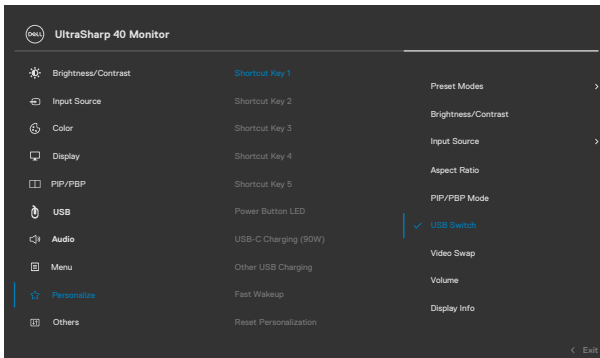 DELL UltraSharp 40 Monitor
Brightness/Contrast
Input Source
Color
Display
PIP/PBP
USB
Audio
Menu
Personalize
Others
Shortcut Key 1
Shortcut Key 2
Shortcut Key 3
Shortcut Key 4
Shortcut Key 5
Power Button LED
USB-C Charging (90W)
Other USB Charging
Fast Wakeup
Reset Personalization
Preset Modes
Brightness/Contrast
Input Source
Aspect Ratio
PIP/PBP Mode
USB Switch
Video Swap
Volume
Display Info
Exit